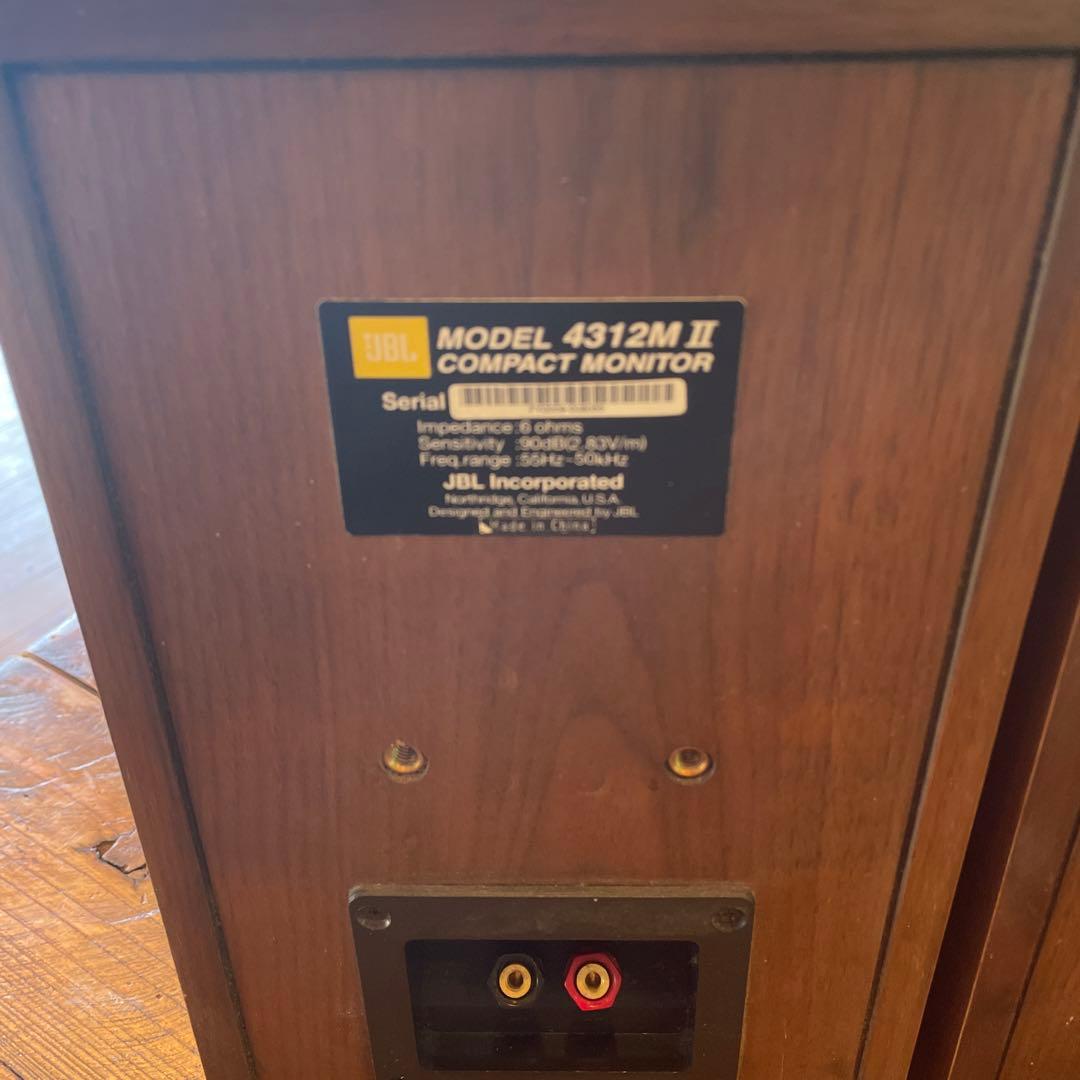 JBL
MODEL 4312M II
COMPACT MONITOR
Serial
Impedance :6 ohms
Sensitivity :90dB(2.83V/m)
Freq.range :55Hz-50kHz
JBL Incorporated
Northridge, California, U.S.A.
Designed and Engineered by JBL
Made in China